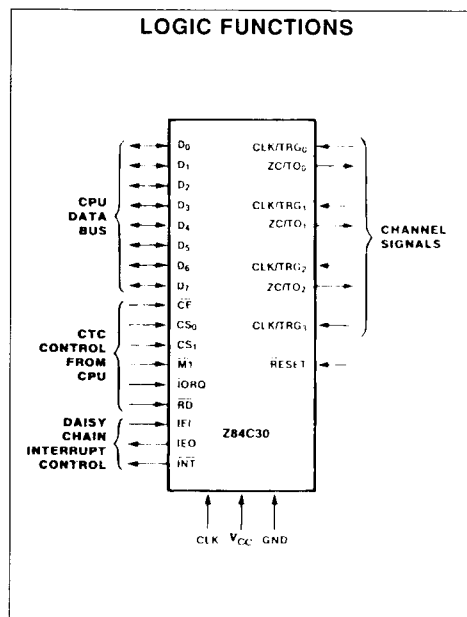 LOGIC FUNCTIONS
CPU
DATA
BUS
D0
D1
D2
D3
D4
D5
D6
D7
CTC
CONTROL
FROM
CPU
CE
CS0
CS1
M1
IORQ
RD
DAISY
CHAIN
INTERRUPT
CONTROL
IEI
IEO
INT
CLK/TRG0
ZC/TO0
CLK/TRG1
ZC/TO1
CLK/TRG2
ZC/TO2
CLK/TRG3
RESET
CHANNEL
SIGNALS
Z84C30
CLK VCC GND